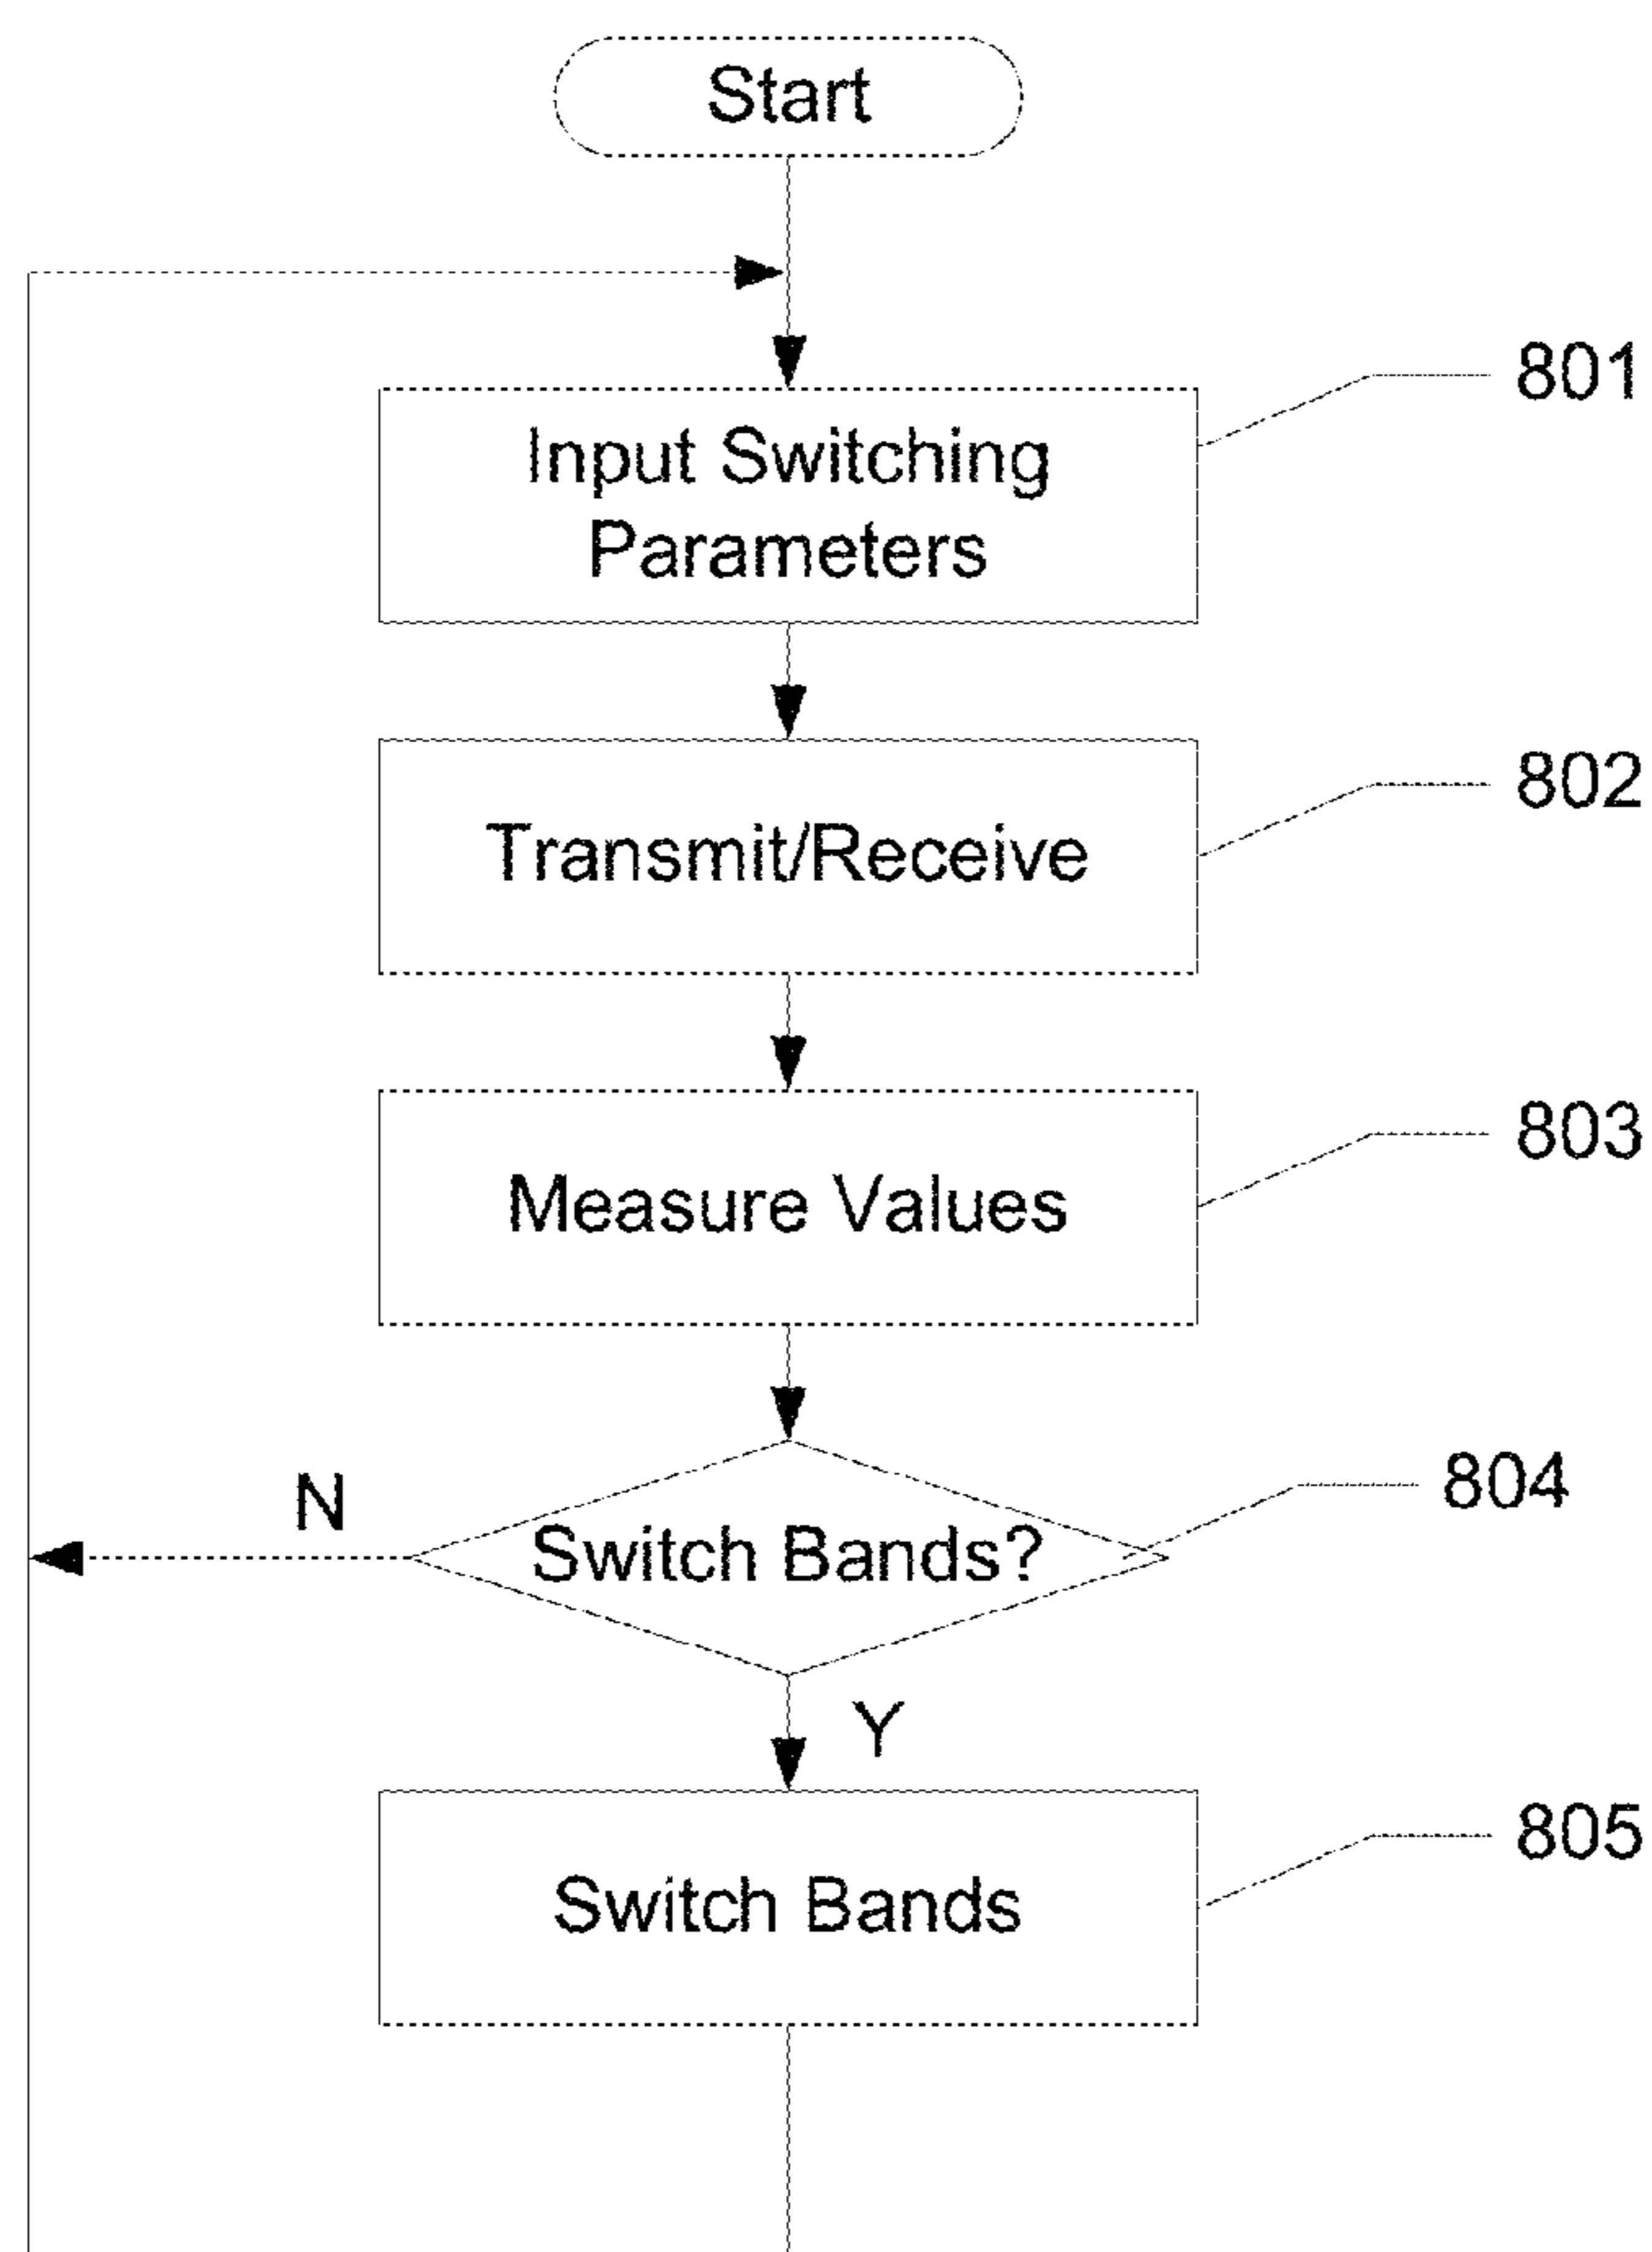 Start
801
Input Switching
Parameters
802
Transmit/Receive
803
Measure Values
804
N
Switch Bands?
Y
805
Switch Bands